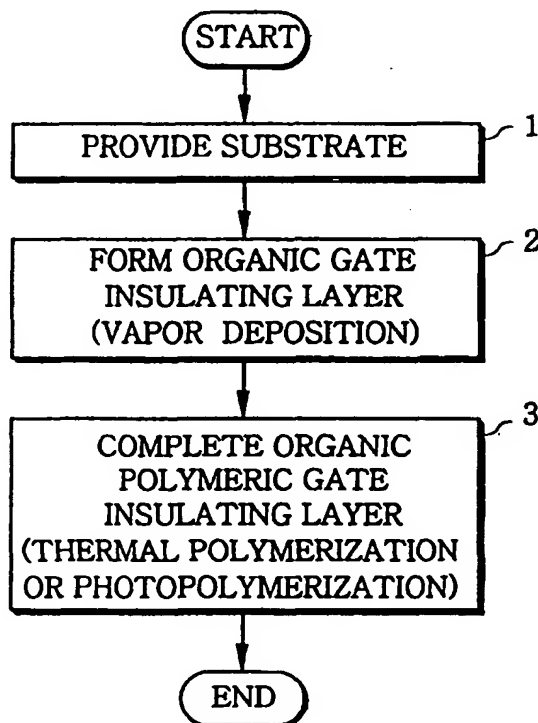 START
PROVIDE SUBSTRATE
1
FORM ORGANIC GATE
INSULATING LAYER
(VAPOR DEPOSITION)
2
COMPLETE ORGANIC
POLYMERIC GATE
INSULATING LAYER
(THERMAL POLYMERIZATION
OR PHOTOPOLYMERIZATION)
3
END